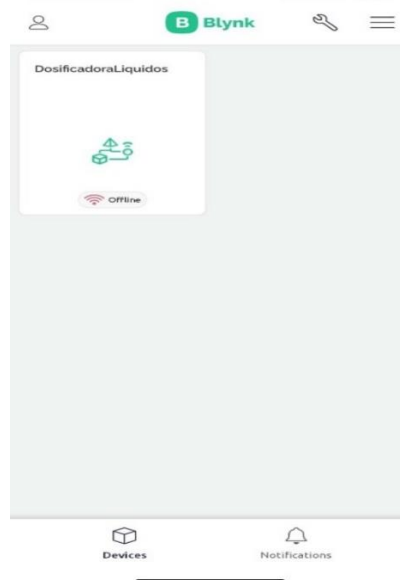 B Blynk
DosificadoraLiquidos
Offline
Devices
Notifications